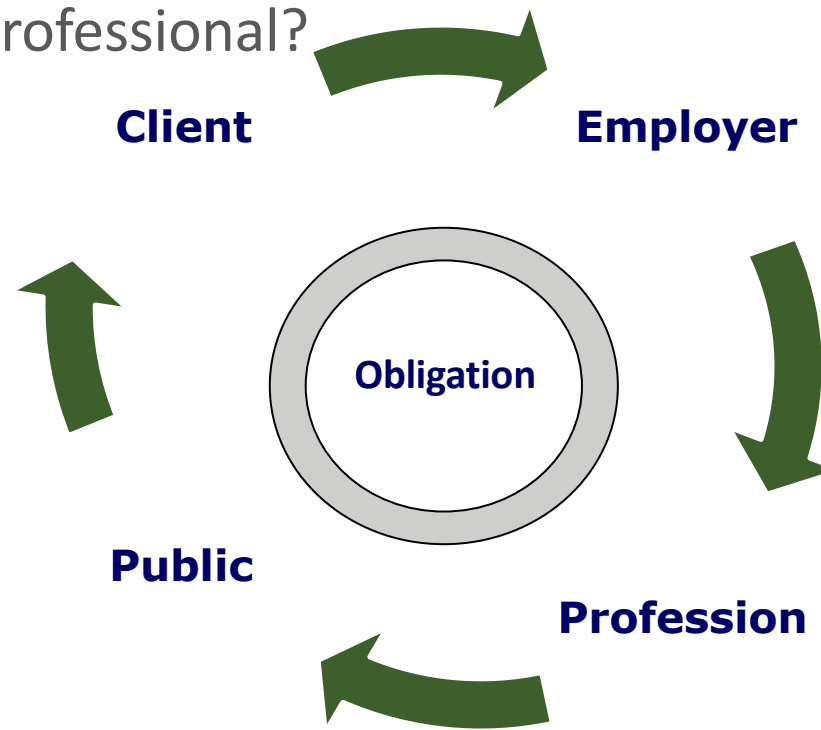 rofessional?
Client
Employer
Obligation
Public
Profession